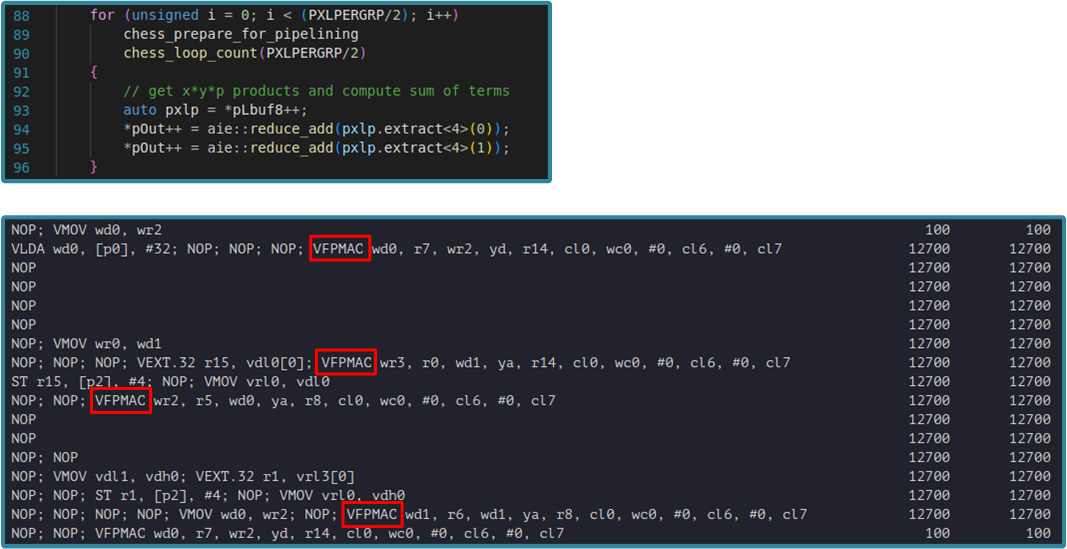 88 for (unsigned i = 0; i < (PXLPERGRP/2); i++)
89 chess_prepare_for_pipelining
90 chess_loop_count(PXLPERGRP/2)
91 {
92 // get x*y*p products and compute sum of terms
93 auto pxlp = *pLbuf8++;
94 *pOut++ = aie::reduce_add(pxlp.extract<4>(0));
95 *pOut++ = aie::reduce_add(pxlp.extract<4>(1));
96 }
NOP; VMOV wd0, wr2 100 100
VLDA wd0, [p0], #32; NOP; NOP; NOP; VFPMAC wd0, r7, wr2, yd, r14, cl0, wc0, #0, cl6, #0, cl7 12700 12700
NOP 12700 12700
NOP 12700 12700
NOP 12700 12700
NOP 12700 12700
NOP; VMOV wr0, wd1 12700 12700
NOP; NOP; NOP; VEXT.32 r15, vdl0[0]; VFPMAC wr3, r0, wd1, ya, r14, cl0, wc0, #0, cl6, #0, cl7 12700 12700
ST r15, [p2], #4; NOP; VMOV vrl0, vdl0 12700 12700
NOP; NOP; VFPMAC wr2, r5, wd0, ya, r8, cl0, wc0, #0, cl6, #0, cl7 12700 12700
NOP 12700 12700
NOP 12700 12700
NOP; NOP 12700 12700
NOP; VMOV vdl1, vdh0; VEXT.32 r1, vrl3[0] 12700 12700
NOP; NOP; ST r1, [p2], #4; NOP; VMOV vrl0, vdh0 12700 12700
NOP; NOP; NOP; NOP; VMOV wd0, wr2; NOP; VFPMAC wd1, r6, wd1, ya, r8, cl0, wc0, #0, cl6, #0, cl7 12700 12700
NOP; NOP; VFPMAC wd0, r7, wr2, yd, r14, cl0, wc0, #0, cl6, #0, cl7 100 100